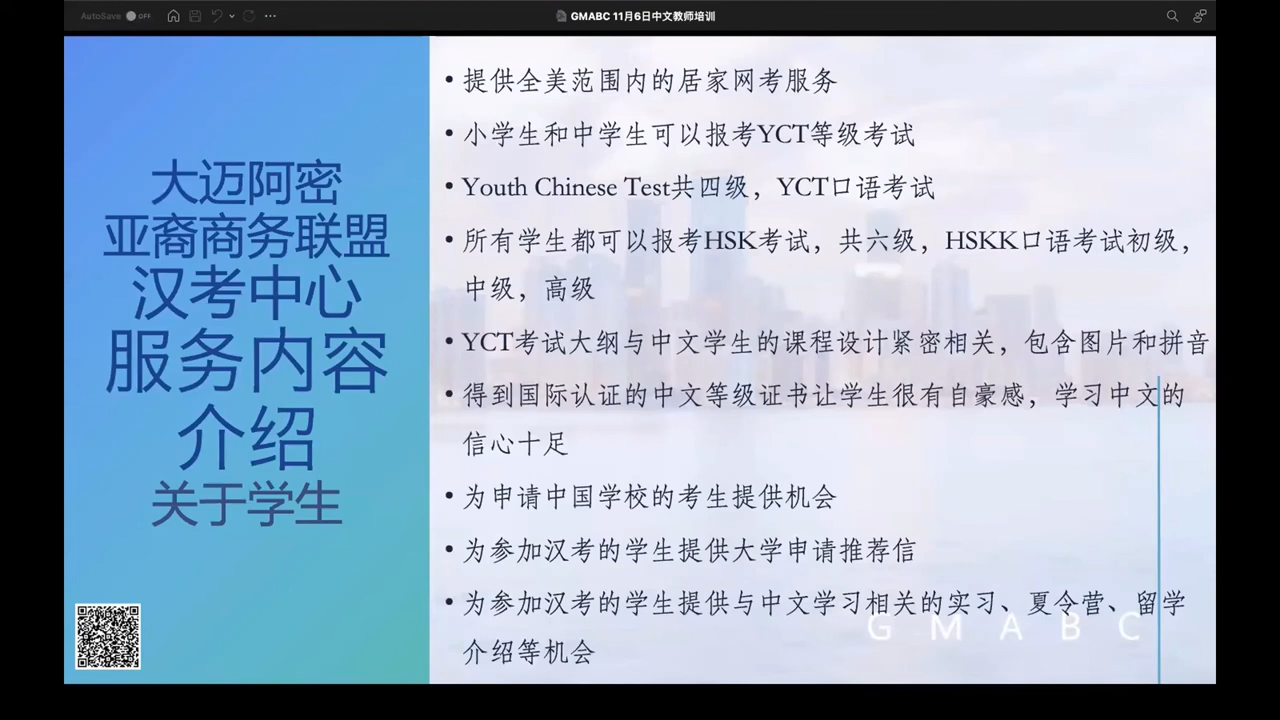 AutoSave OFF
GMABC 11月6日中文教师培训
大迈阿密
亚裔商务联盟
汉考中心
服务内容
介绍
关于学生
• 提供全美范围内的居家网考服务
• 小学生和中学生可以报考YCT等级考试
• Youth Chinese Test共四级，YCT口语考试
• 所有学生都可以报考HSK考试，共六级，HSKK口语考试初级，
中级，高级
• YCT考试大纲与中文学生的课程设计紧密相关，包含图片和拼音
• 得到国际认证的中文等级证书让学生很有自豪感，学习中文的
信心十足
• 为申请中国学校的考生提供机会
• 为参加汉考的学生提供大学申请推荐信
• 为参加汉考的学生提供与中文学习相关的实习、夏令营、留学
介绍等机会
GMABC